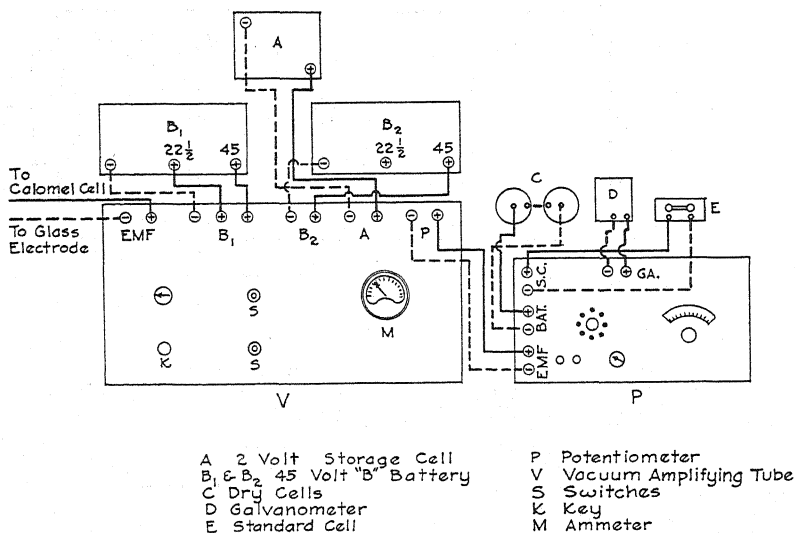 A
B₁
22½ 45
B₂
22½ 45
To
Calomel Cell
To Glass
Electrode
EMF B₁ B₂ A P
C
D
E
S.C.
GA.
BAT.
EMF
S
M
K
S
V
P
A 2 Volt Storage Cell
B₁ & B₂ 45 Volt "B" Battery
C Dry Cells
D Galvanometer
E Standard Cell
P Potentiometer
V Vacuum Amplifying Tube
S Switches
K Key
M Ammeter